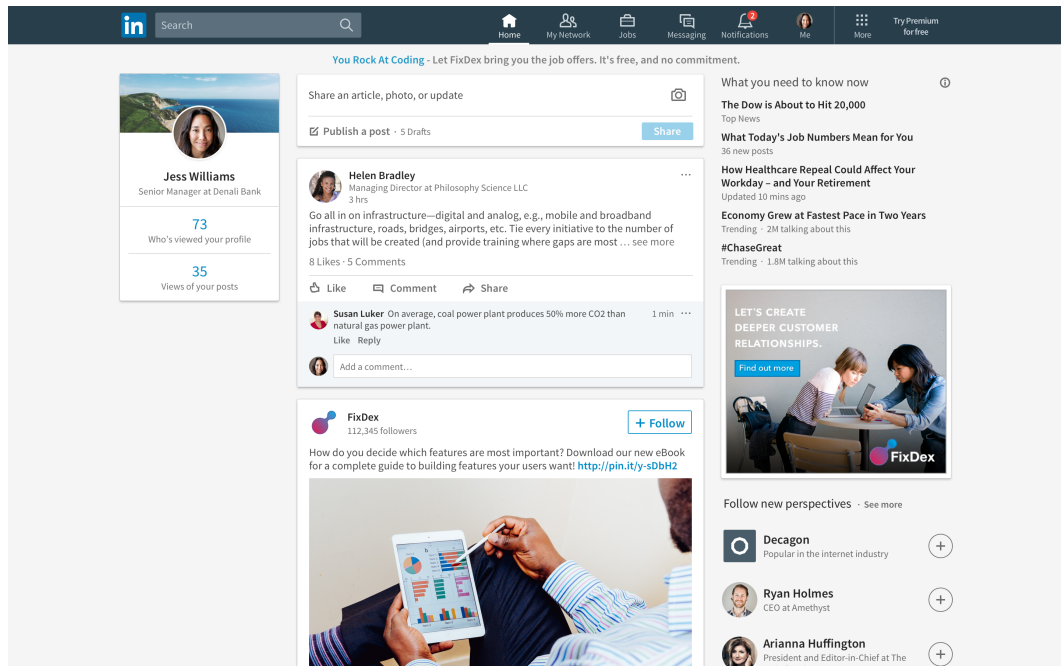 in
Search
Home
My Network
Jobs
Messaging
2
Notifications
Me
More
Try Premium
for free
You Rock At Coding - Let FixDex bring you the job offers. It's free, and no commitment.
Jess Williams
Senior Manager at Denali Bank
73
Who's viewed your profile
35
Views of your posts
Share an article, photo, or update
Publish a post · 5 Drafts
Share
Helen Bradley
Managing Director at Philosophy Science LLC
3 hrs
Go all in on infrastructure—digital and analog, e.g., mobile and broadband
infrastructure, roads, bridges, airports, etc. Tie every initiative to the number of
jobs that will be created (and provide training where gaps are most … see more
8 Likes · 5 Comments
Like Comment Share
Susan Luker On average, coal power plant produces 50% more CO2 than 1 min
natural gas power plant.
Like Reply
Add a comment…
FixDex
112,345 followers
+ Follow
How do you decide which features are most important? Download our new eBook
for a complete guide to building features your users want! http://pin.it/y-sDbH2
What you need to know now
The Dow is About to Hit 20,000
Top News
What Today's Job Numbers Mean for You
36 new posts
How Healthcare Repeal Could Affect Your
Workday – and Your Retirement
Updated 10 mins ago
Economy Grew at Fastest Pace in Two Years
Trending · 2M talking about this
#ChaseGreat
Trending · 1.8M talking about this
LET'S CREATE
DEEPER CUSTOMER
RELATIONSHIPS.
Find out more
FixDex
Follow new perspectives · See more
Decagon
Popular in the internet industry
Ryan Holmes
CEO at Amethyst
Arianna Huffington
President and Editor-in-Chief at The